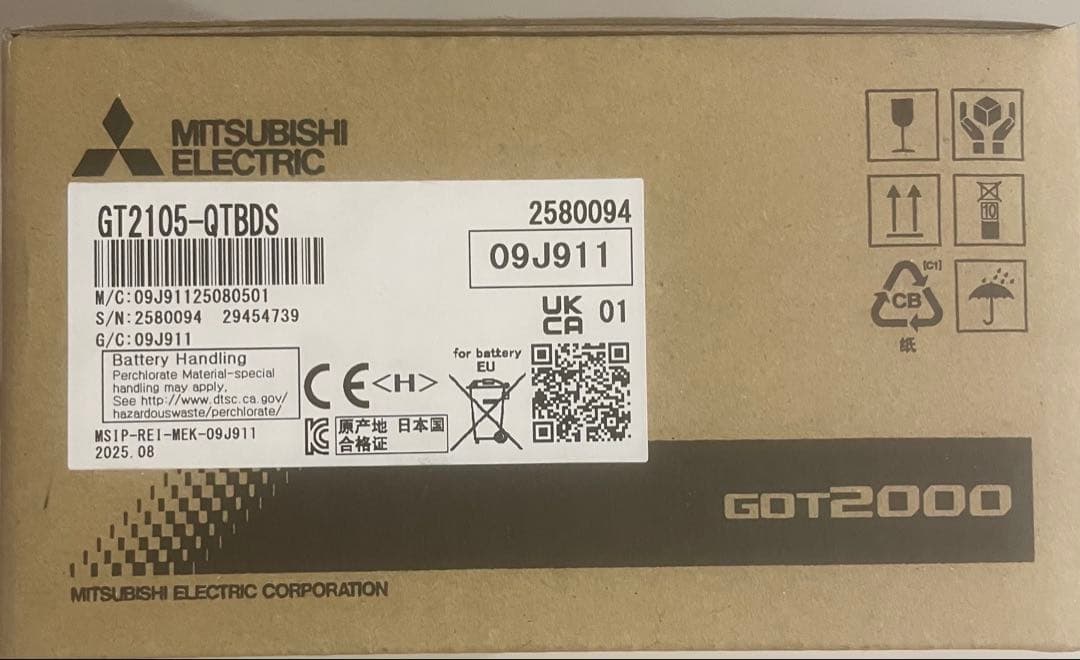 MITSUBISHI
ELECTRIC
GT2105-QTBDS
2580094
09J911
M/C:09J91125080501
S/N:2580094 29454739
G/C:09J911
UK
CA
01
Battery Handling
Perchlorate Material-special
handling may apply.
See http://www.dtsc.ca.gov/
hazardouswaste/perchlorate/
CE
<H>
for battery
EU
MSIP-REI-MEK-09J911
2025.08
原产地 日本国
合格证
10
[C1]
CB
纸
GOT2000
MITSUBISHI ELECTRIC CORPORATION